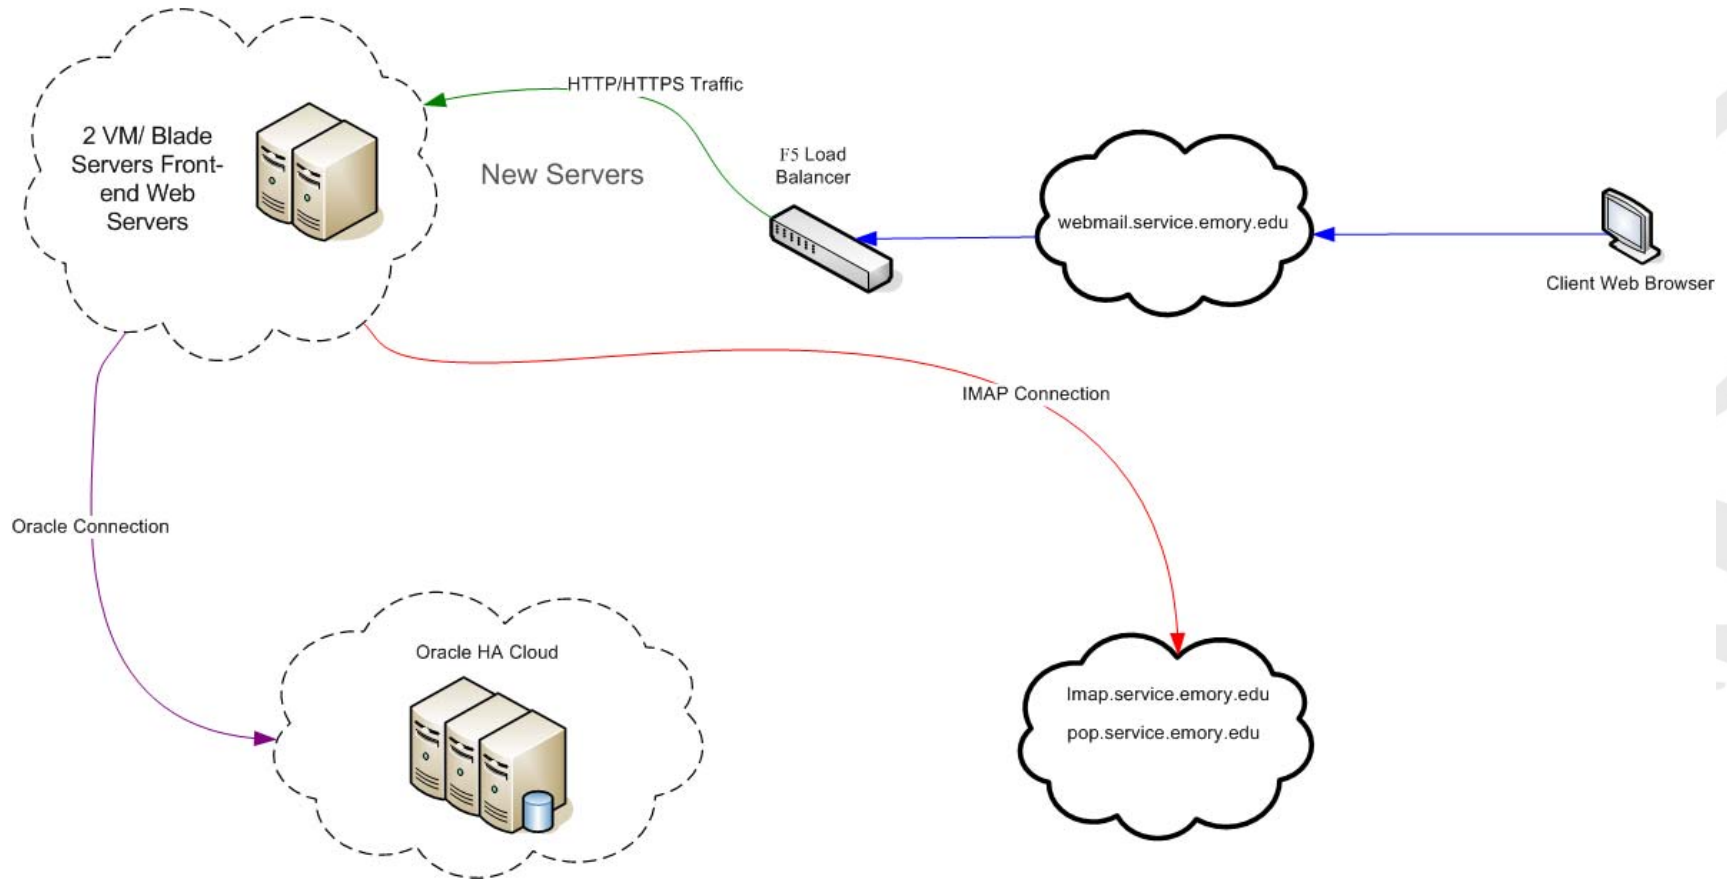 HTTP/HTTPS Traffic
2 VM/ Blade
Servers Front-
end Web
Servers
New Servers
F5 Load
Balancer
webmail.service.emory.edu
Client Web Browser
IMAP Connection
Oracle Connection
Oracle HA Cloud
Imap.service.emory.edu
pop.service.emory.edu